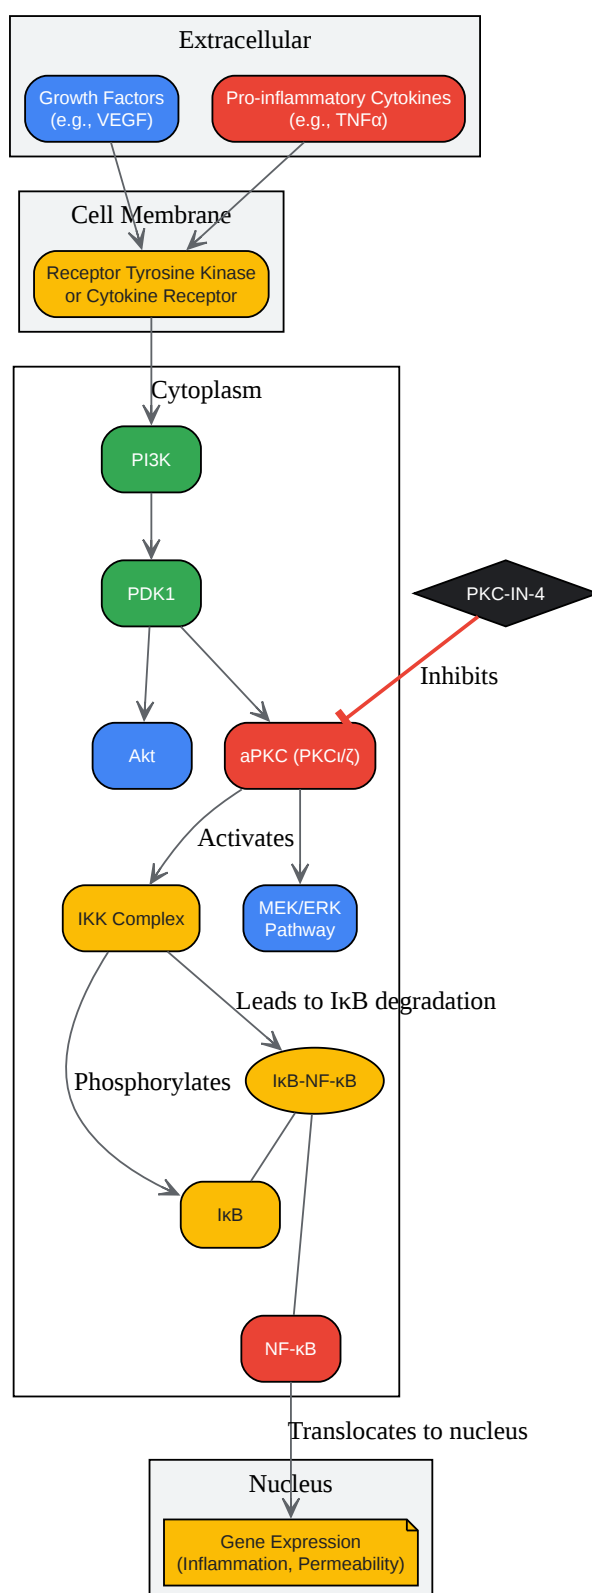 Extracellular
Growth Factors
(e.g., VEGF)
Pro-inflammatory Cytokines
(e.g., TNFα)
Cell Membrane
Receptor Tyrosine Kinase
or Cytokine Receptor
Cytoplasm
PI3K
PDK1
PKC-IN-4
Inhibits
Akt
aPKC (PKCι/ζ)
Activates
IKK Complex
MEK/ERK
Pathway
Leads to IκB degradation
Phosphorylates
IκB-NF-κB
IκB
NF-κB
Translocates to nucleus
Nucleus
Gene Expression
(Inflammation, Permeability)